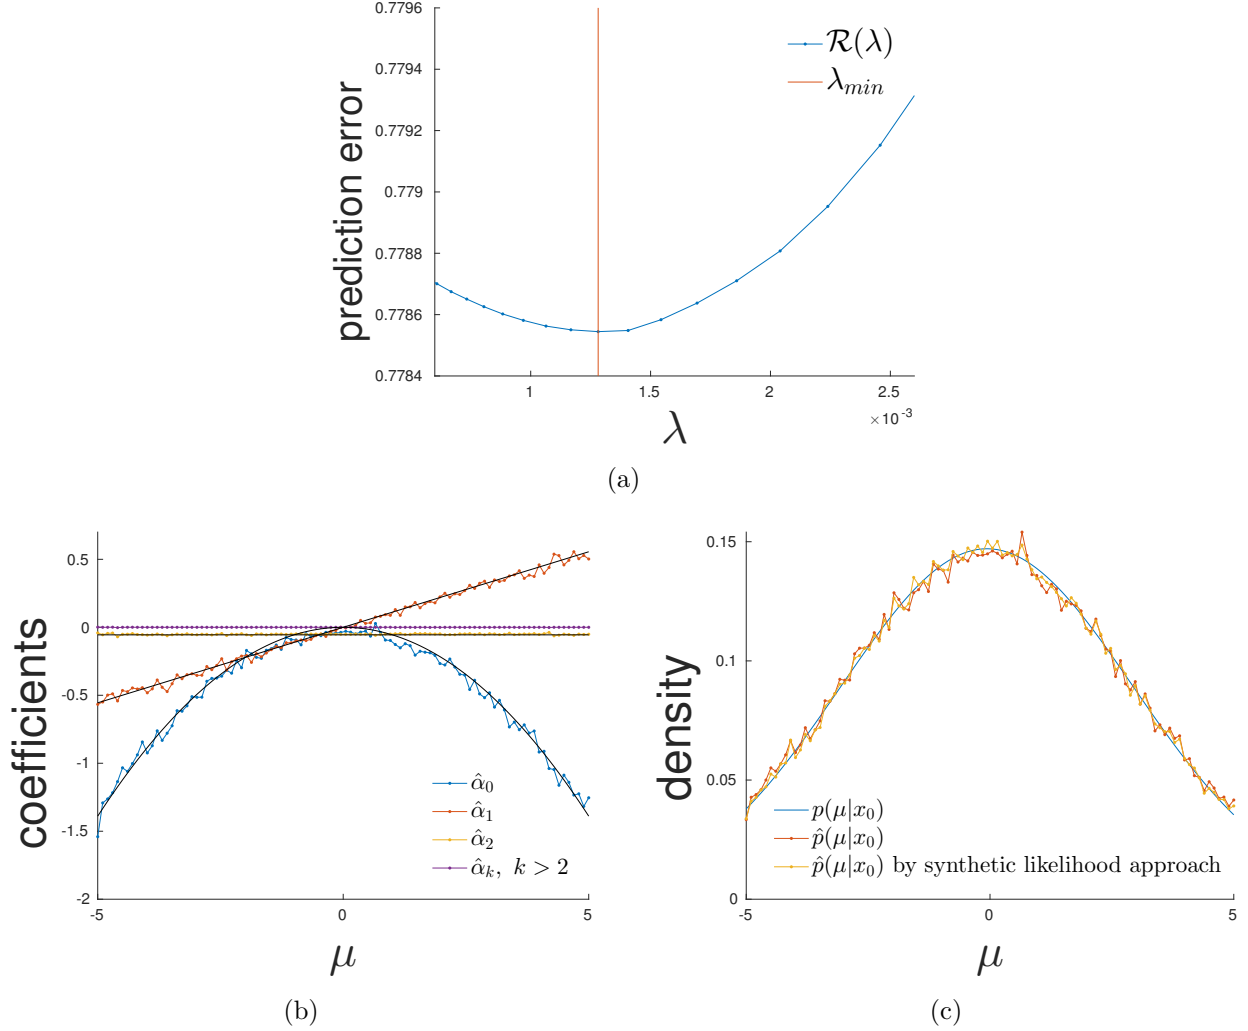 0.7796
0.7794
0.7792
0.779
0.7788
0.7786
0.7784
prediction error
R(λ)
λ_min
1 1.5 2 2.5
×10^-3
λ
(a)
0.5
0
-0.5
-1
-1.5
-2
coefficients
α̂_0
α̂_1
α̂_2
α̂_k, k > 2
-5 0 5
μ
(b)
0.15
0.1
0.05
0
density
p(μ|x_0)
p̂(μ|x_0)
p̂(μ|x_0) by synthetic likelihood approach
-5 0 5
μ
(c)